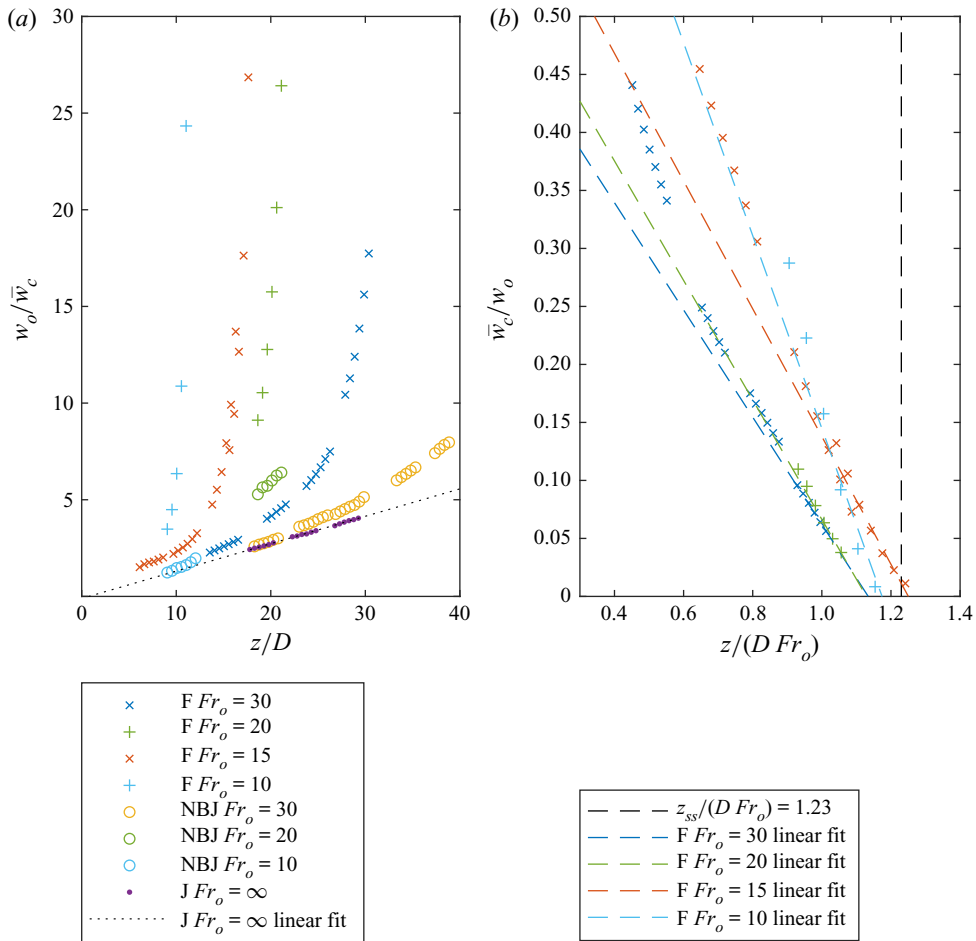 (a)
30
25
20
15
10
5
0
10
20
30
40
w_o/w̅_c
z/D
(b)
0.50
0.45
0.40
0.35
0.30
0.25
0.20
0.15
0.10
0.05
0
0.4
0.6
0.8
1.0
1.2
1.4
w̅_c/w_o
z/(D Fr_o)
F Fr_o = 30
F Fr_o = 20
F Fr_o = 15
F Fr_o = 10
NBJ Fr_o = 30
NBJ Fr_o = 20
NBJ Fr_o = 10
J Fr_o = ∞
J Fr_o = ∞ linear fit
z_ss/(D Fr_o) = 1.23
F Fr_o = 30 linear fit
F Fr_o = 20 linear fit
F Fr_o = 15 linear fit
F Fr_o = 10 linear fit